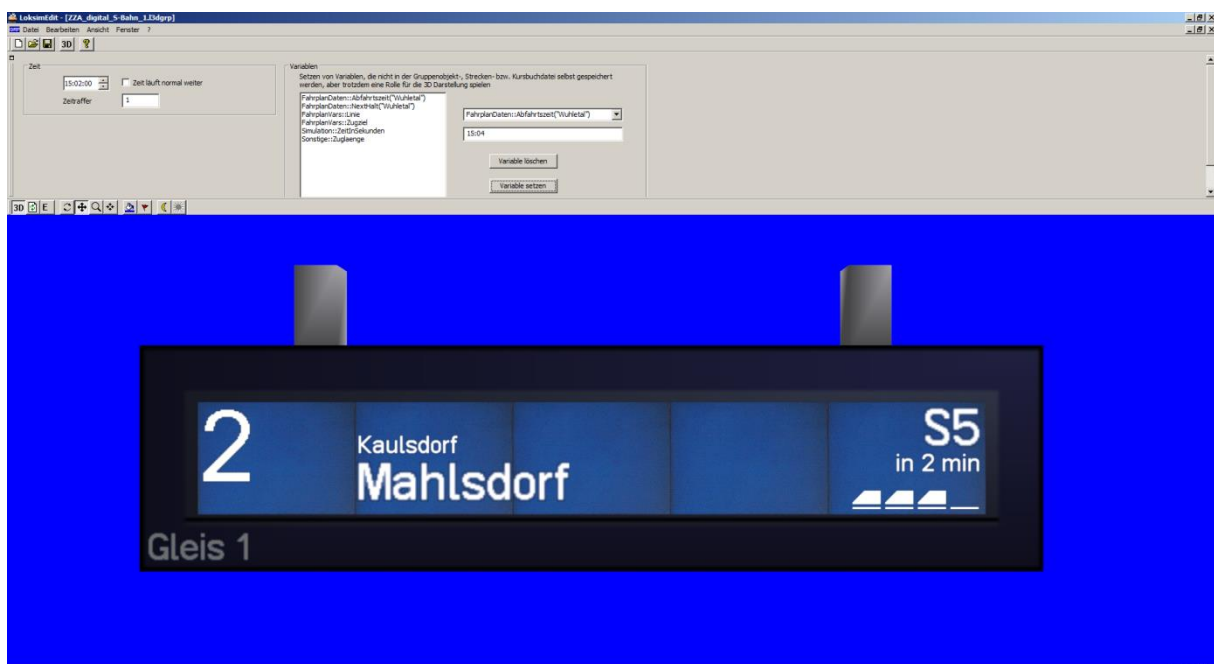 LoksimEdit - [ZZA_digital_S-Bahn_1.l3dgrp]
Datei Bearbeiten Ansicht Fenster ?
3D
Zeit
15:02:00 Zeit läuft normal weiter
Zeitraffer 1
Variablen
Setzen von Variablen, die nicht in der Gruppenobjekt-, Strecken- bzw. Kursbuchdatei selbst gespeichert
werden, aber trotzdem eine Rolle für die 3D Darstellung spielen
FahrplanDaten::Abfahrtszeit("Wuhletal")
FahrplanDaten::NextHalt("Wuhletal")
FahrplanVars::Linie
FahrplanVars::Zugziel
Simulation::ZeitInSekunden
Sonstige::Zuglaenge
FahrplanDaten::Abfahrtszeit("Wuhletal")
15:04
Variable löschen
Variable setzen
3D E
2
Kaulsdorf
Mahlsdorf
S5
in 2 min
Gleis 1